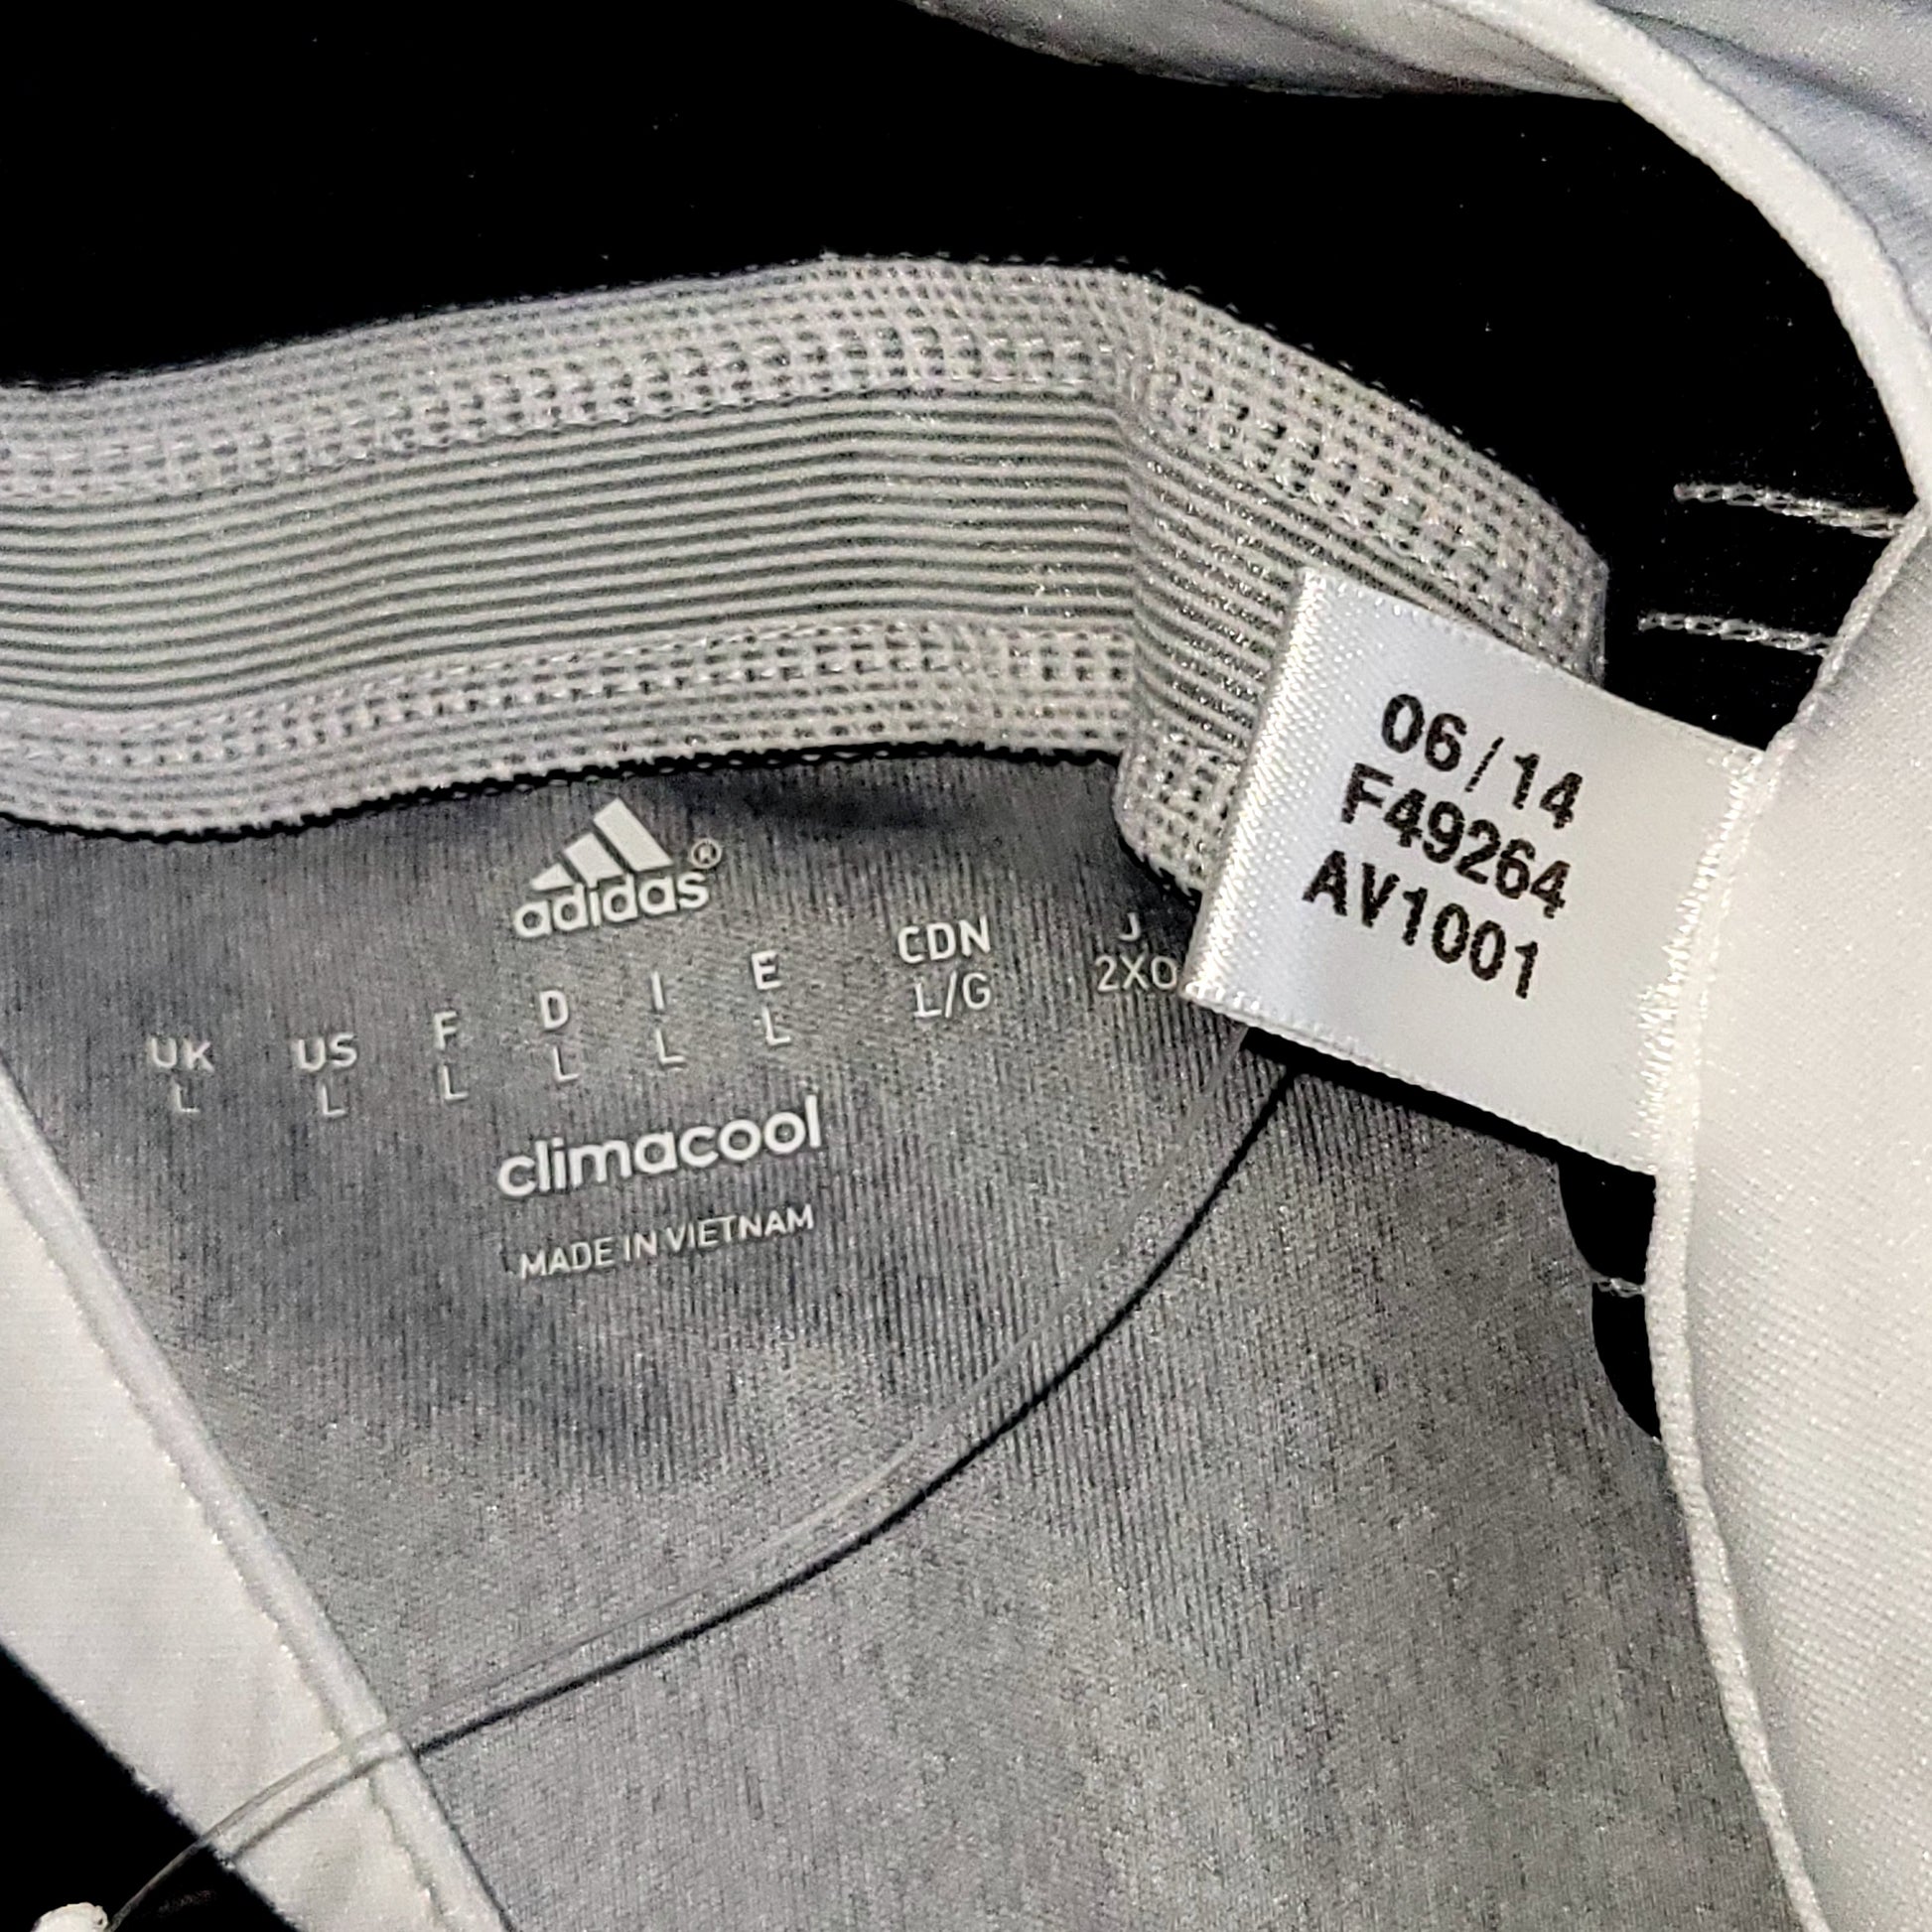 adidas®
UK US F D I E CDN J
L L L L L L L/G 2XO
climacool
MADE IN VIETNAM
06/14
F49264
AV1001